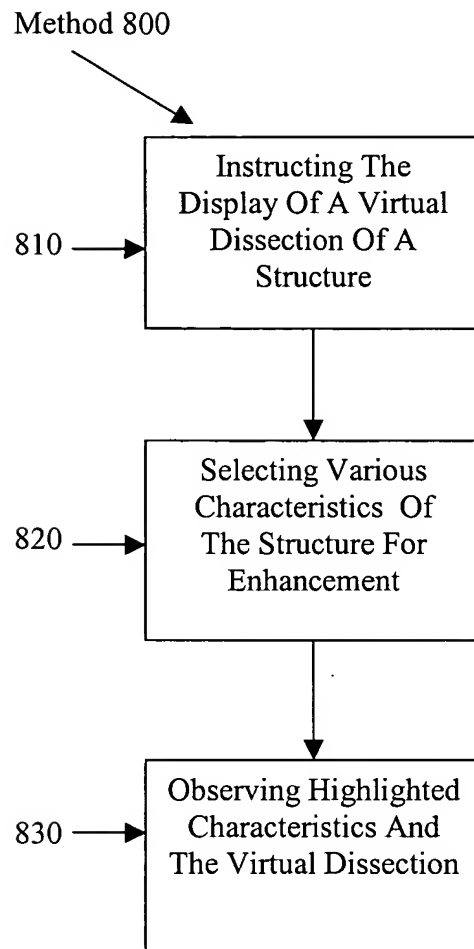 Method 800
Instructing The
Display Of A Virtual
Dissection Of A
Structure
810
Selecting Various
Characteristics Of
The Structure For
Enhancement
820
Observing Highlighted
Characteristics And
The Virtual Dissection
830